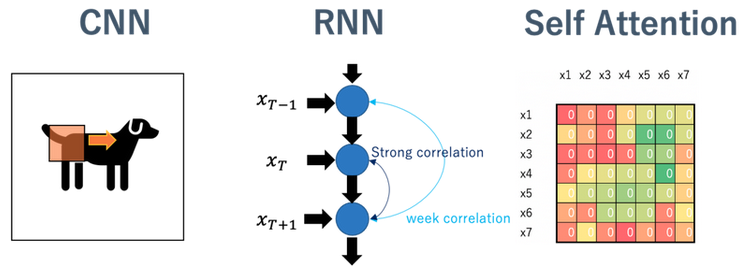 CNN
RNN
Self Attention
x_{T-1}
x_T
x_{T+1}
Strong correlation
week correlation
x1 x2 x3 x4 x5 x6 x7
x1 0 0 0 0 0 0 0
x2 0 0 0 0 0 0 0
x3 0 0 0 0 0 0 0
x4 0 0 0 0 0 0 0
x5 0 0 0 0 0 0 0
x6 0 0 0 0 0 0 0
x7 0 0 0 0 0 0 0